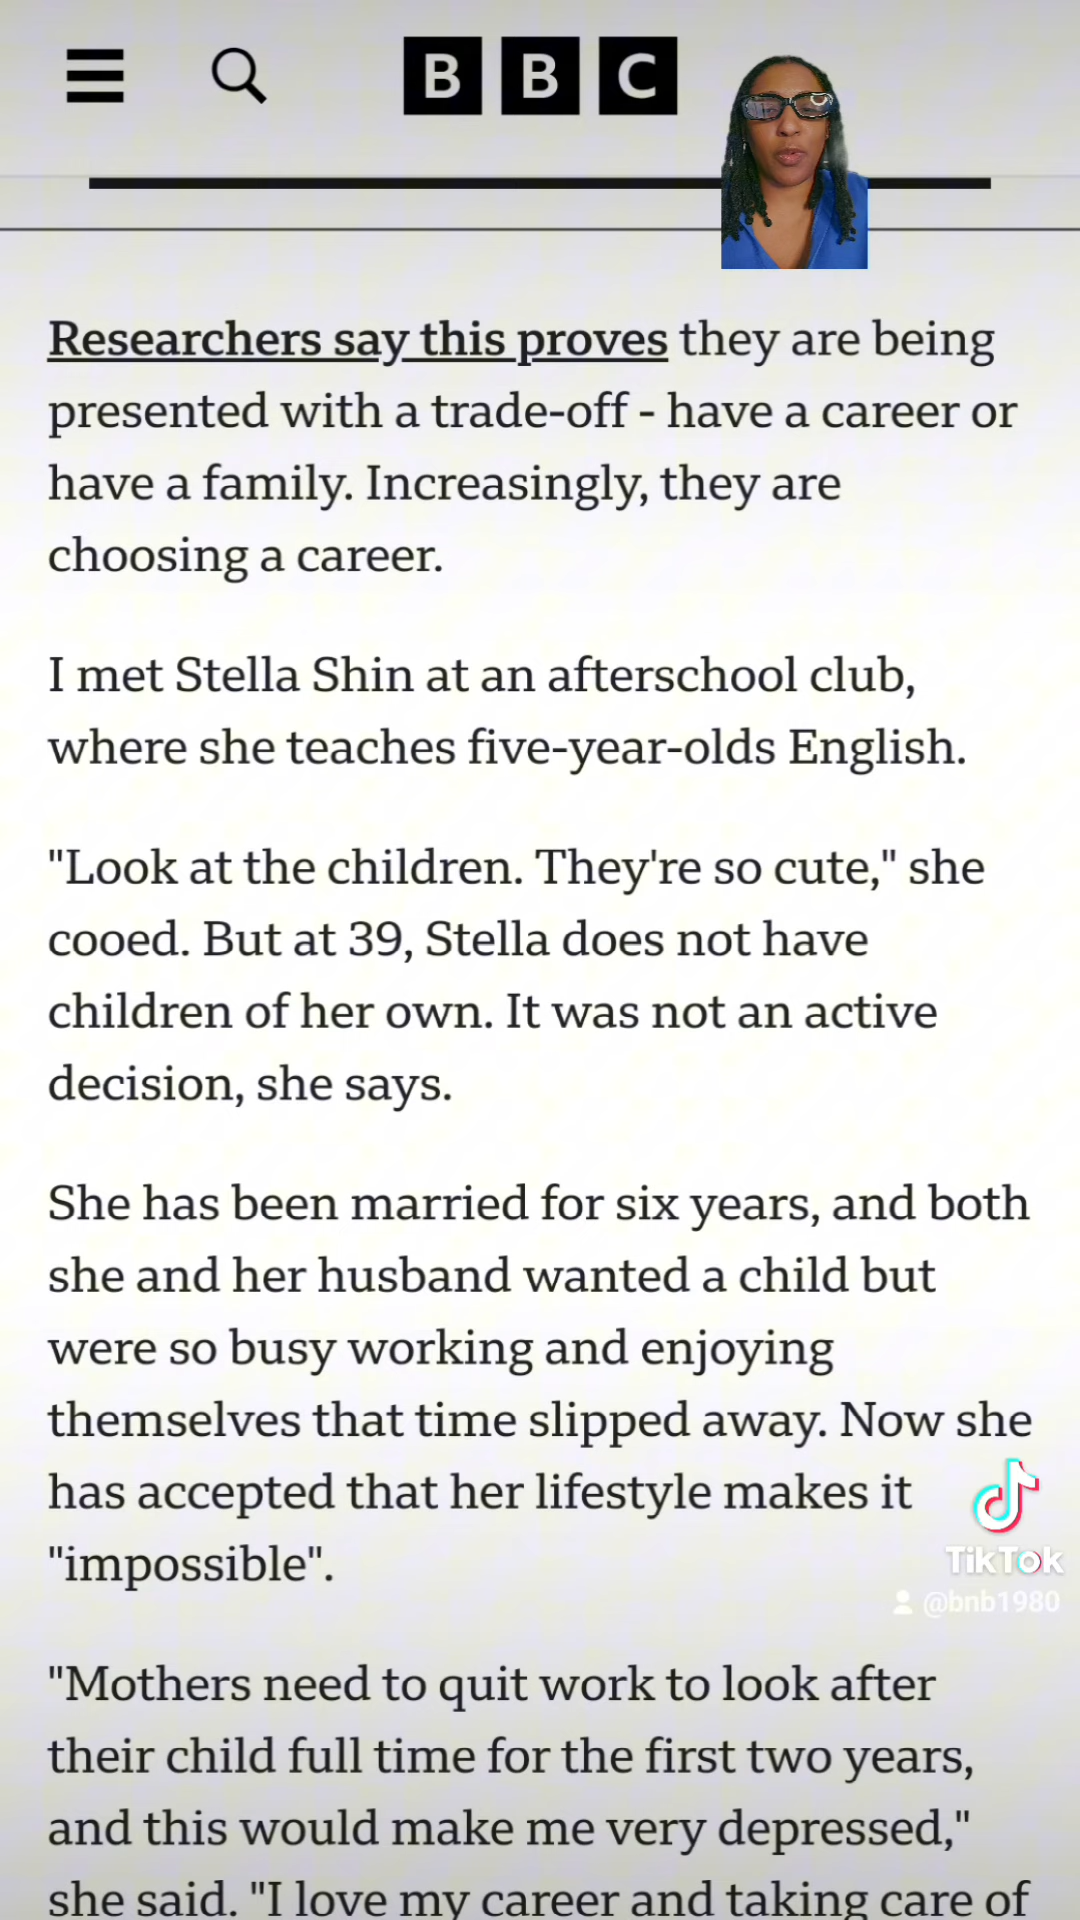 BBC
Researchers say this proves they are being
presented with a trade-off - have a career or
have a family. Increasingly, they are
choosing a career.
I met Stella Shin at an afterschool club,
where she teaches five-year-olds English.
"Look at the children. They're so cute," she
cooed. But at 39, Stella does not have
children of her own. It was not an active
decision, she says.
She has been married for six years, and both
she and her husband wanted a child but
were so busy working and enjoying
themselves that time slipped away. Now she
has accepted that her lifestyle makes it
"impossible".
TikTok
@bnb1980
"Mothers need to quit work to look after
their child full time for the first two years,
and this would make me very depressed,"
she said. "I love my career and taking care of